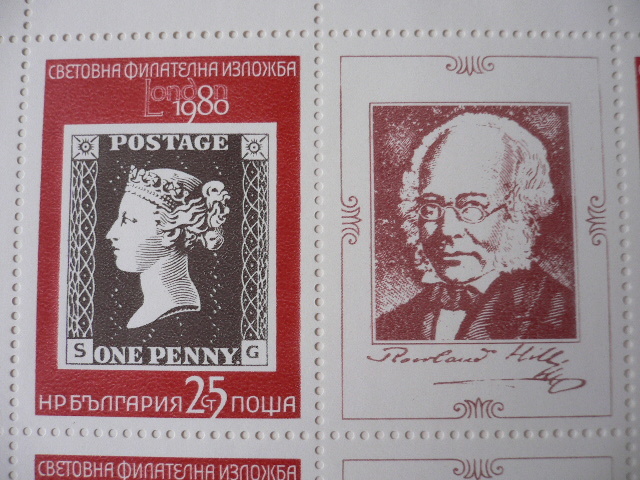 СВЕТОВНА ФИЛАТЕЛНА ИЗЛОЖБА
London
1980
POSTAGE
S ONE PENNY G
НР БЪЛГАРИЯ 25 СТ ПОЩА
Rowland Hill
СВЕТОВНА ФИЛАТЕЛНА ИЗЛОЖБА